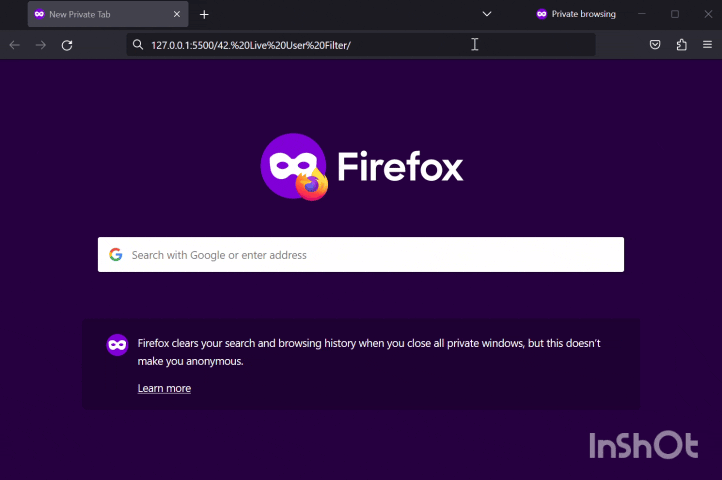 New Private Tab
Private browsing
127.0.0.1:5500/42.%20Live%20User%20Filter/
Firefox
Search with Google or enter address
Firefox clears your search and browsing history when you close all private windows, but this doesn't
make you anonymous.
Learn more
InShOt